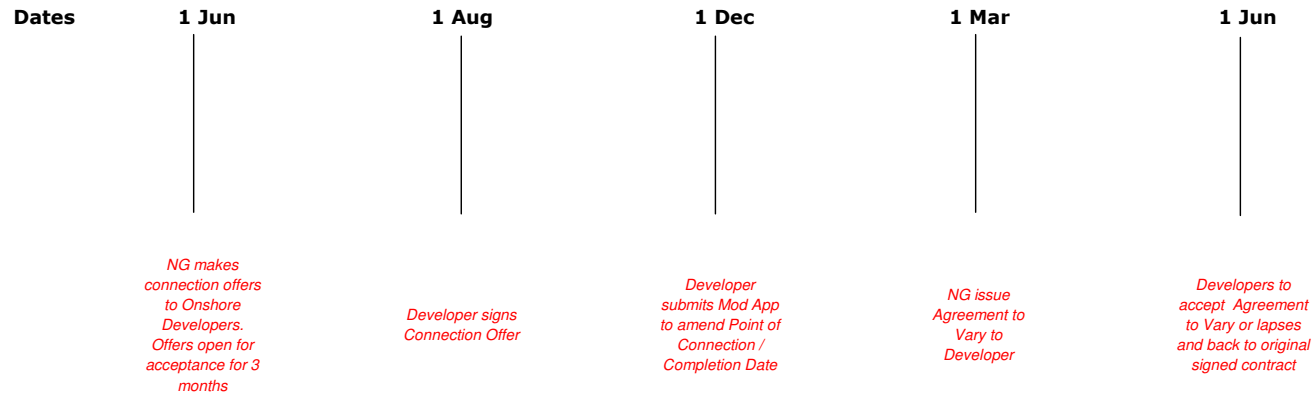 Dates 1 Jun 1 Aug 1 Dec 1 Mar 1 Jun
NG makes
connection offers
to Onshore
Developers.
Offers open for
acceptance for 3
months
Developer signs
Connection Offer
Developer
submits Mod App
to amend Point of
Connection /
Completion Date
NG issue
Agreement to
Vary to
Developer
Developers to
accept Agreement
to Vary or lapses
and back to original
signed contract